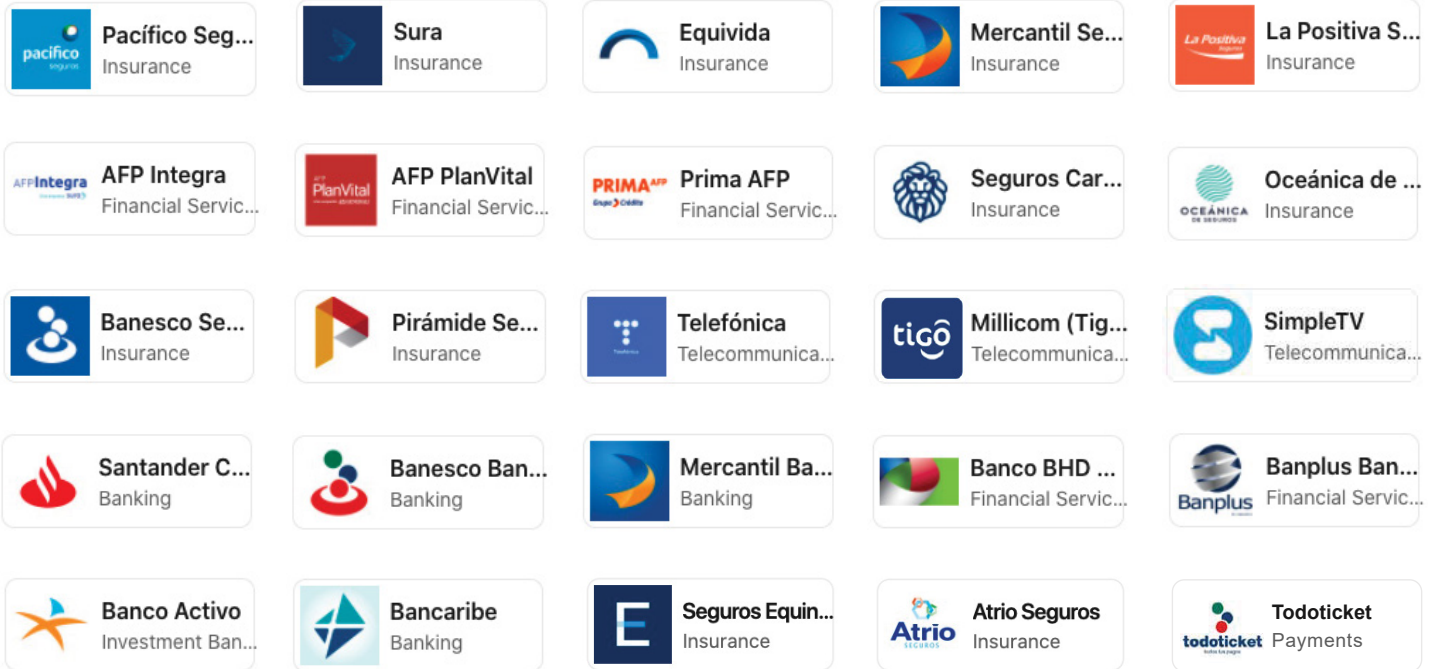 pacífico
seguros
Pacífico Seg...
Insurance
Sura
Insurance
Equivida
Insurance
Mercantil Se...
Insurance
La Positiva
Seguros
La Positiva S...
Insurance
AFPIntegra
sura
AFP Integra
Financial Servic...
AFP
PlanVital
AFP PlanVital
Financial Servic...
PRIMA AFP
Grupo Crédito
Prima AFP
Financial Servic...
Seguros Car...
Insurance
OCEÁNICA
DE SEGUROS
Oceánica de ...
Insurance
Banesco Se...
Insurance
Pirámide Se...
Insurance
Telefónica
Telefónica
Telecommunica...
tigo
Millicom (Tig...
Telecommunica...
SimpleTV
Telecommunica...
Santander C...
Banking
Banesco Ban...
Banking
Mercantil Ba...
Banking
Banco BHD ...
Financial Servic...
Banplus
Banplus Ban...
Financial Servic...
Banco Activo
Investment Ban...
Bancaribe
Banking
E
Seguros Equin...
Insurance
Atrio
SEGUROS
Atrio Seguros
Insurance
todoticket
Todoticket
Payments